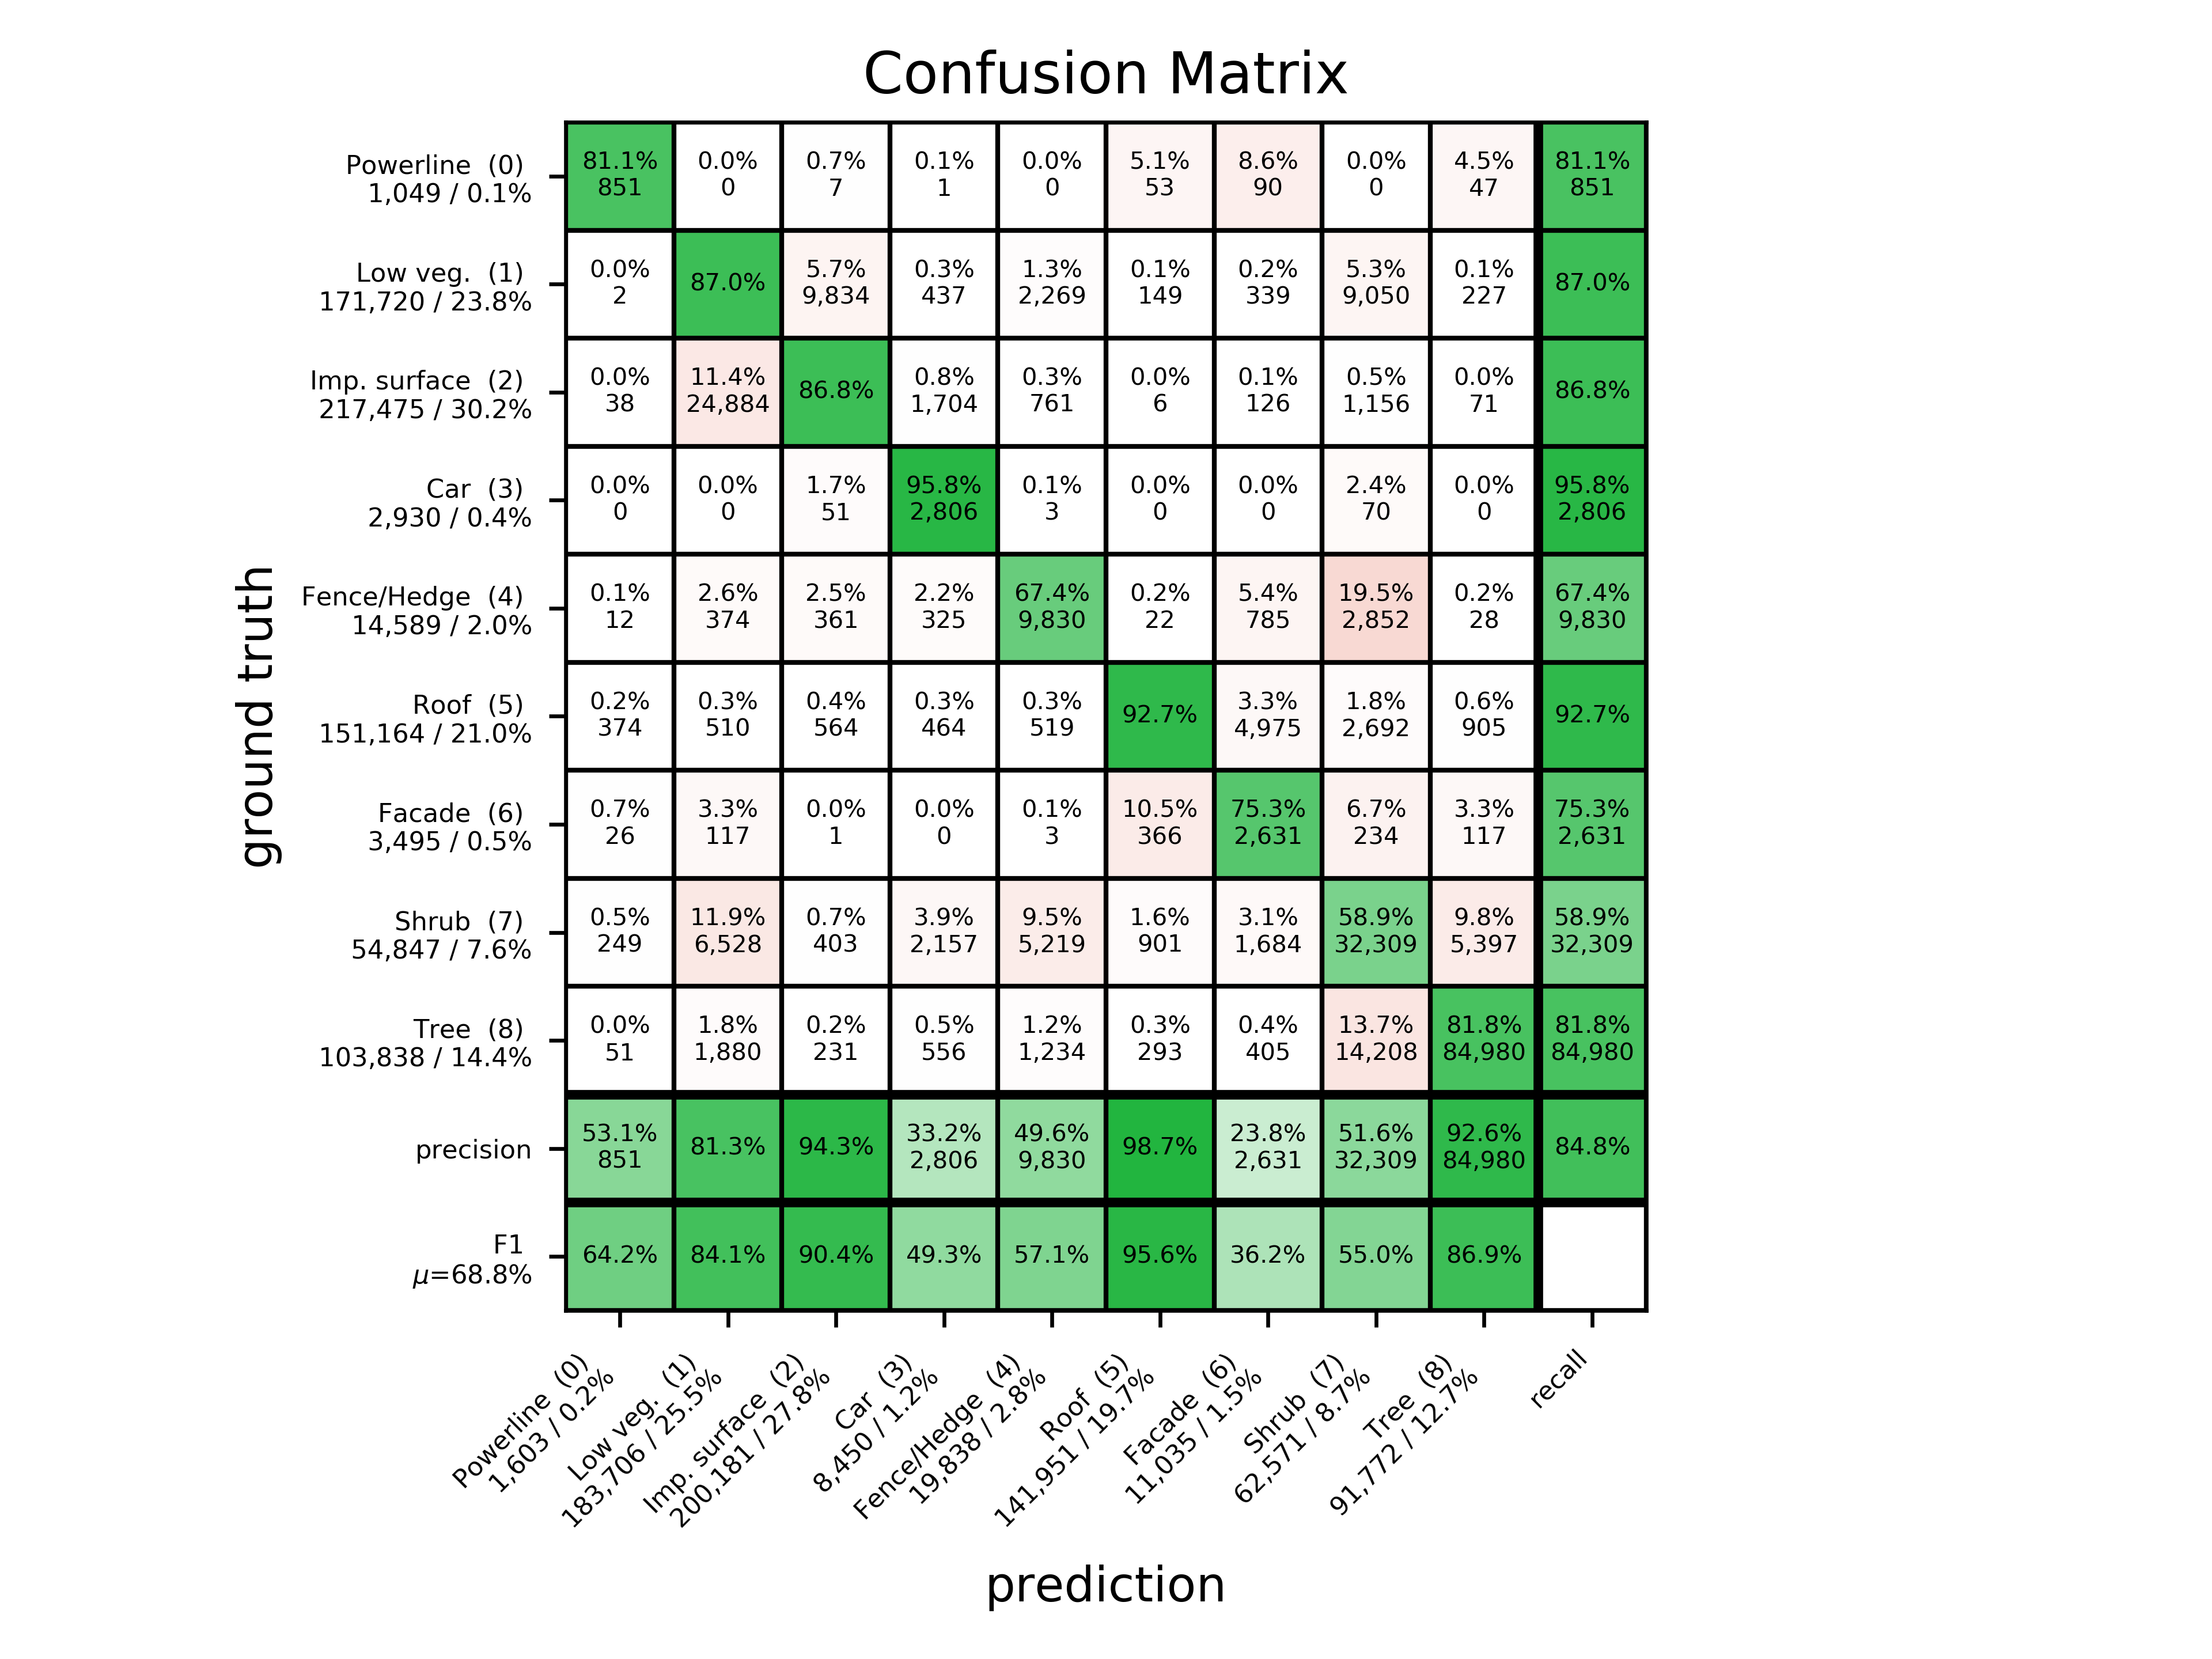 Confusion Matrix
ground truth
Powerline (0)
1,049 / 0.1%
81.1% 0.0% 0.7% 0.1% 0.0% 5.1% 8.6% 0.0% 4.5% 81.1%
851 0 7 1 0 53 90 0 47 851
Low veg. (1)
171,720 / 23.8%
0.0% 87.0% 5.7% 0.3% 1.3% 0.1% 0.2% 5.3% 0.1% 87.0%
2 9,834 437 2,269 149 339 9,050 227
Imp. surface (2)
217,475 / 30.2%
0.0% 11.4% 86.8% 0.8% 0.3% 0.0% 0.1% 0.5% 0.0% 86.8%
38 24,884 1,704 761 6 126 1,156 71
Car (3)
2,930 / 0.4%
0.0% 0.0% 1.7% 95.8% 0.1% 0.0% 0.0% 2.4% 0.0% 95.8%
0 0 51 2,806 3 0 0 70 0 2,806
Fence/Hedge (4)
14,589 / 2.0%
0.1% 2.6% 2.5% 2.2% 67.4% 0.2% 5.4% 19.5% 0.2% 67.4%
12 374 361 325 9,830 22 785 2,852 28 9,830
Roof (5)
151,164 / 21.0%
0.2% 0.3% 0.4% 0.3% 0.3% 92.7% 3.3% 1.8% 0.6% 92.7%
374 510 564 464 519 4,975 2,692 905
Facade (6)
3,495 / 0.5%
0.7% 3.3% 0.0% 0.0% 0.1% 10.5% 75.3% 6.7% 3.3% 75.3%
26 117 1 0 3 366 2,631 234 117 2,631
Shrub (7)
54,847 / 7.6%
0.5% 11.9% 0.7% 3.9% 9.5% 1.6% 3.1% 58.9% 9.8% 58.9%
249 6,528 403 2,157 5,219 901 1,684 32,309 5,397 32,309
Tree (8)
103,838 / 14.4%
0.0% 1.8% 0.2% 0.5% 1.2% 0.3% 0.4% 13.7% 81.8% 81.8%
51 1,880 231 556 1,234 293 405 14,208 84,980 84,980
precision
53.1% 81.3% 94.3% 33.2% 49.6% 98.7% 23.8% 51.6% 92.6% 84.8%
851 2,806 9,830 2,631 32,309 84,980
F1
μ=68.8%
64.2% 84.1% 90.4% 49.3% 57.1% 95.6% 36.2% 55.0% 86.9%
Powerline (0)
1,603 / 0.2%
Low veg. (1)
183,706 / 25.5%
Imp. surface (2)
200,181 / 27.8%
Car (3)
8,450 / 1.2%
Fence/Hedge (4)
19,838 / 2.8%
Roof (5)
141,951 / 19.7%
Facade (6)
11,035 / 1.5%
Shrub (7)
62,571 / 8.7%
Tree (8)
91,772 / 12.7%
recall
prediction